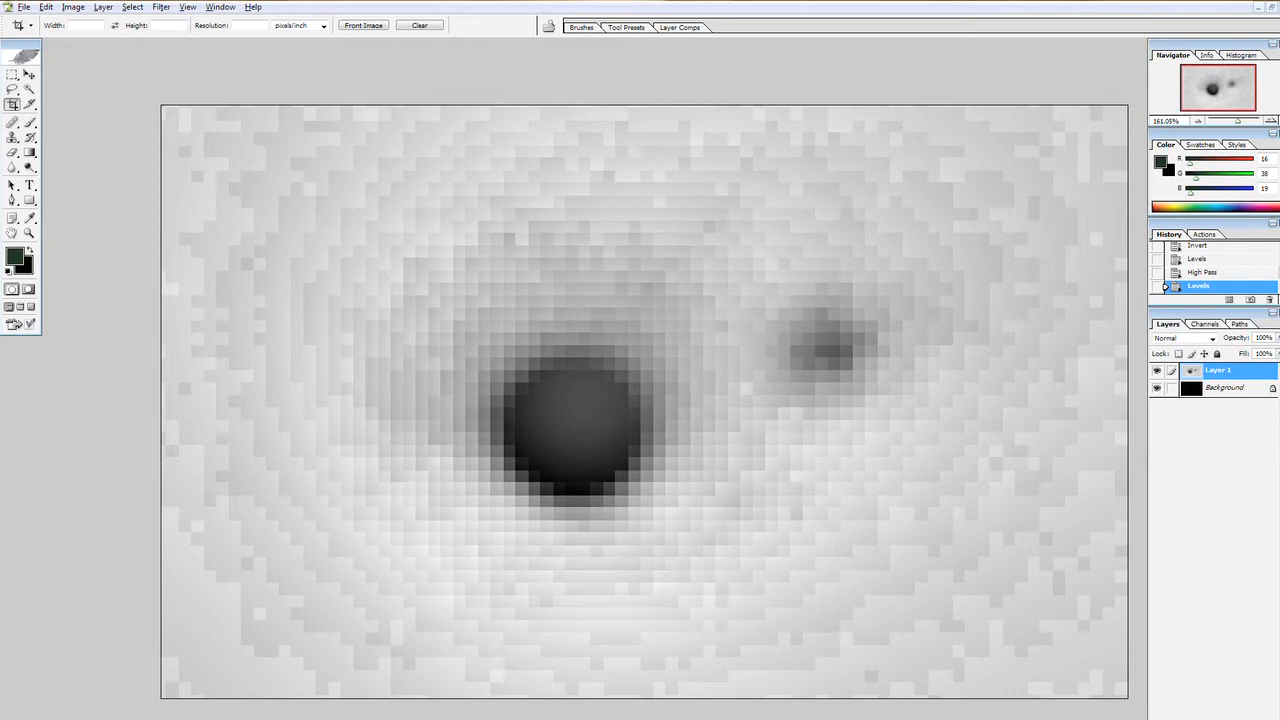 File Edit Image Layer Select Filter View Window Help
Width: Height: Resolution: pixels/inch Front Image Clear Brushes Tool Presets Layer Comps
Navigator Info Histogram
161.05%
Color Swatches Styles
R 16
G 38
B 19
History Actions
Invert
Levels
High Pass
Levels
Layers Channels Paths
Normal Opacity: 100%
Lock: Fill: 100%
Layer 1
Background